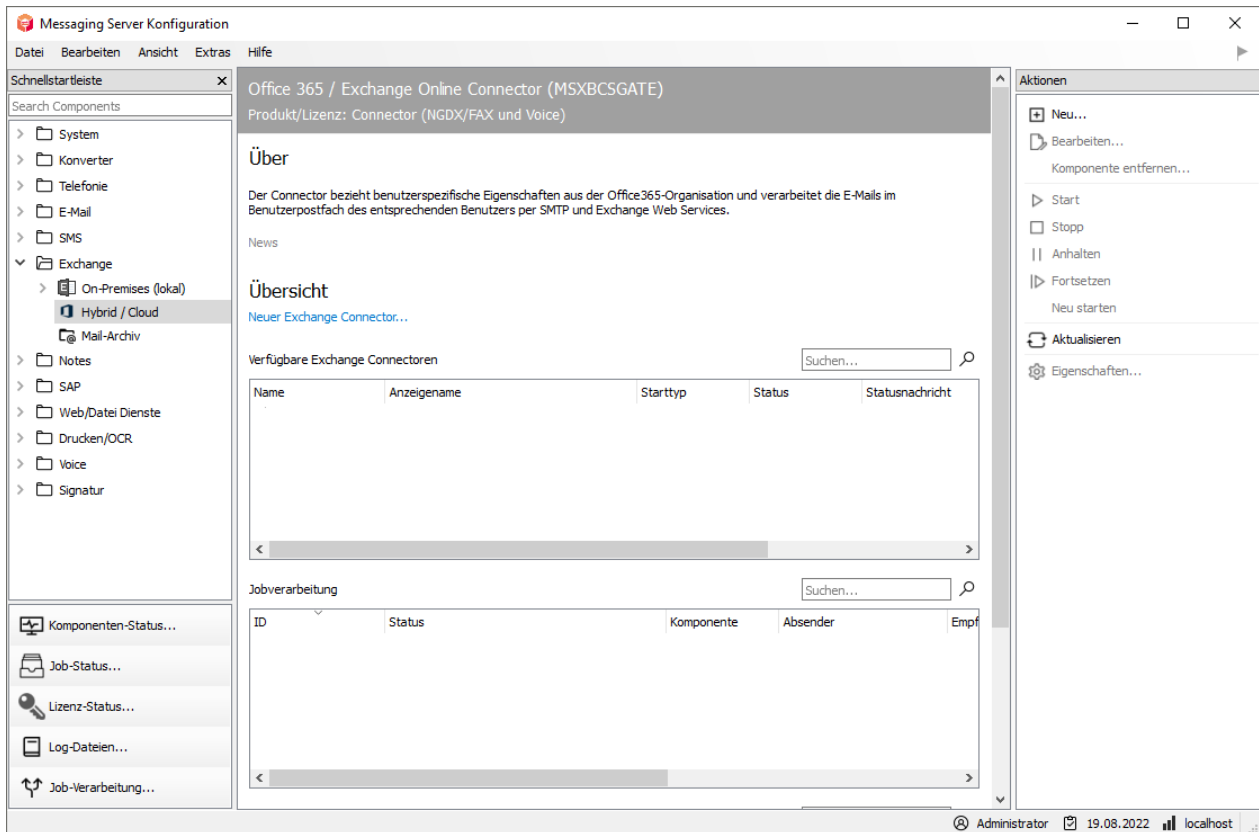 Messaging Server Konfiguration
Datei Bearbeiten Ansicht Extras Hilfe
Schnellstartleiste
Search Components
System
Konverter
Telefonie
E-Mail
SMS
Exchange
On-Premises (lokal)
Hybrid / Cloud
Mail-Archiv
Notes
SAP
Web/Datei Dienste
Drucken/OCR
Voice
Signatur
Komponenten-Status...
Job-Status...
Lizenz-Status...
Log-Dateien...
Job-Verarbeitung...
Office 365 / Exchange Online Connector (MSXBCSGATE)
Produkt/Lizenz: Connector (NGDX/FAX und Voice)
Über
Der Connector bezieht benutzerspezifische Eigenschaften aus der Office365-Organisation und verarbeitet die E-Mails im
Benutzerpostfach des entsprechenden Benutzers per SMTP und Exchange Web Services.
News
Übersicht
Neuer Exchange Connector...
Verfügbare Exchange Connectoren Suchen...
Name Anzeigename Starttyp Status Statusnachricht
Jobverarbeitung Suchen...
ID Status Komponente Absender Empf
Aktionen
Neu...
Bearbeiten...
Komponente entfernen...
Start
Stopp
Anhalten
Fortsetzen
Neu starten
Aktualisieren
Eigenschaften...
Administrator 19.08.2022 localhost